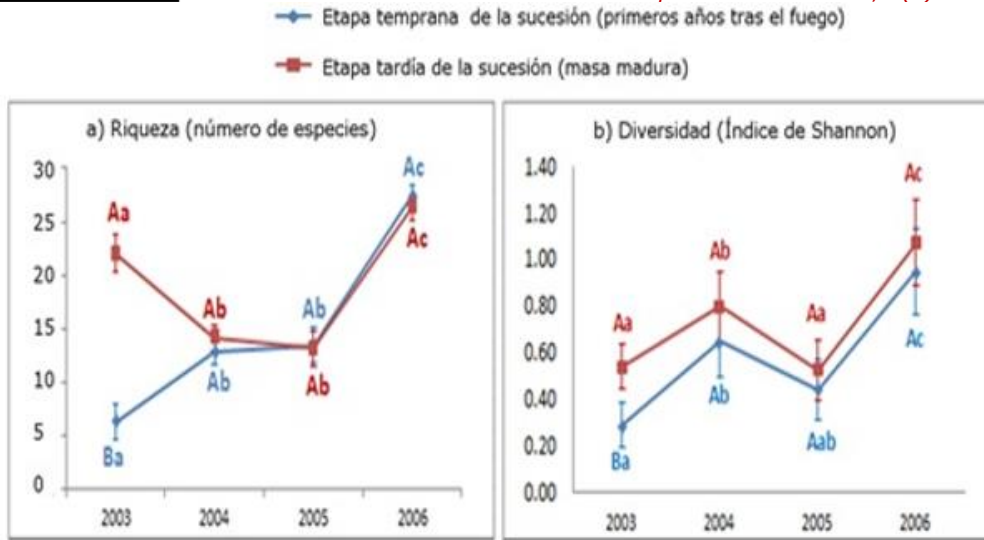 Etapa temprana de la sucesión (primeros años tras el fuego)
Etapa tardía de la sucesión (masa madura)
a) Riqueza (número de especies)
30
25
20
15
10
5
0
Aa
Ba
Ab
Ab
Ab
Ab
Ac
Ac
2003 2004 2005 2006
b) Diversidad (Índice de Shannon)
1.40
1.20
1.00
0.80
0.60
0.40
0.20
0.00
Aa
Ba
Ab
Ab
Aa
Aab
Ac
Ac
2003 2004 2005 2006